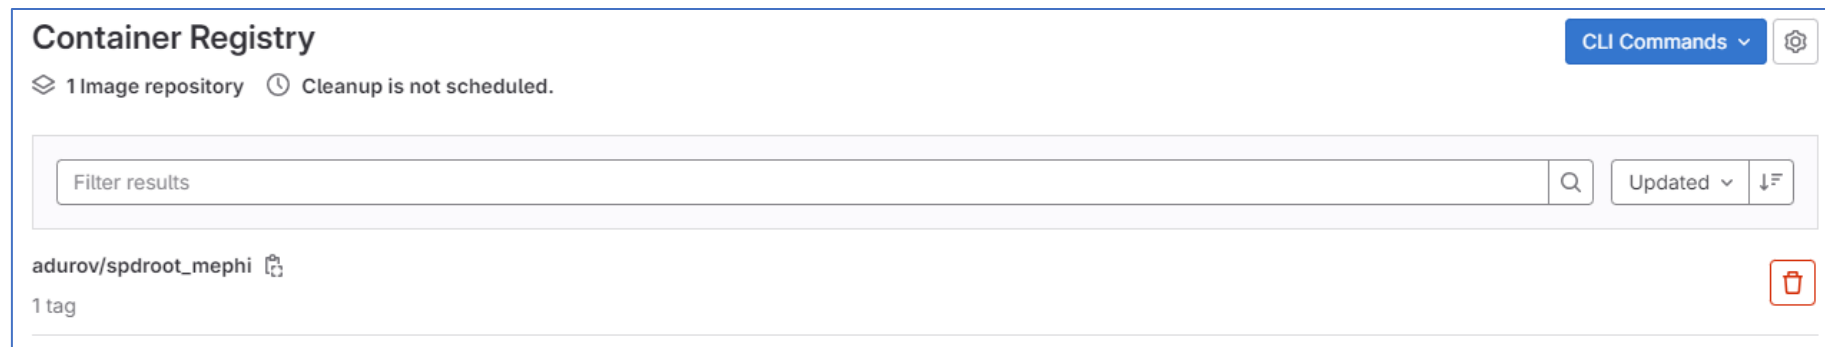 Container Registry
CLI Commands
1 Image repository Cleanup is not scheduled.
Filter results
Updated
adurov/spdroot_mephi
1 tag